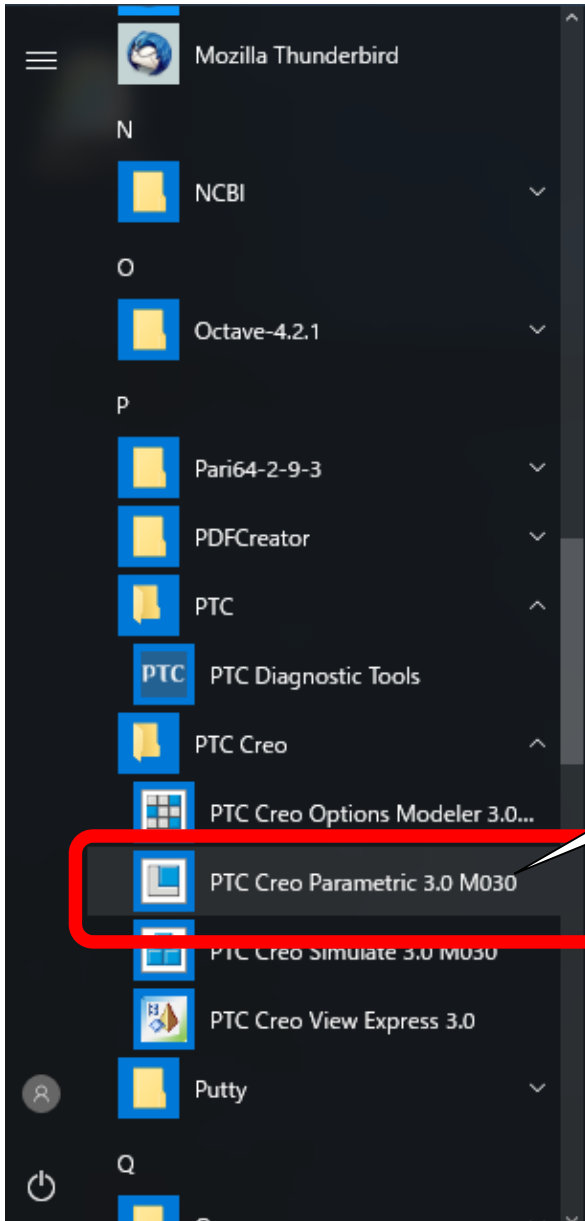 Mozilla Thunderbird
N
NCBI
O
Octave-4.2.1
P
Pari64-2-9-3
PDFCreator
PTC
PTC PTC Diagnostic Tools
PTC Creo
PTC Creo Options Modeler 3.0...
PTC Creo Parametric 3.0 M030
PTC Creo Simulate 3.0 M030
PTC Creo View Express 3.0
Putty
Q